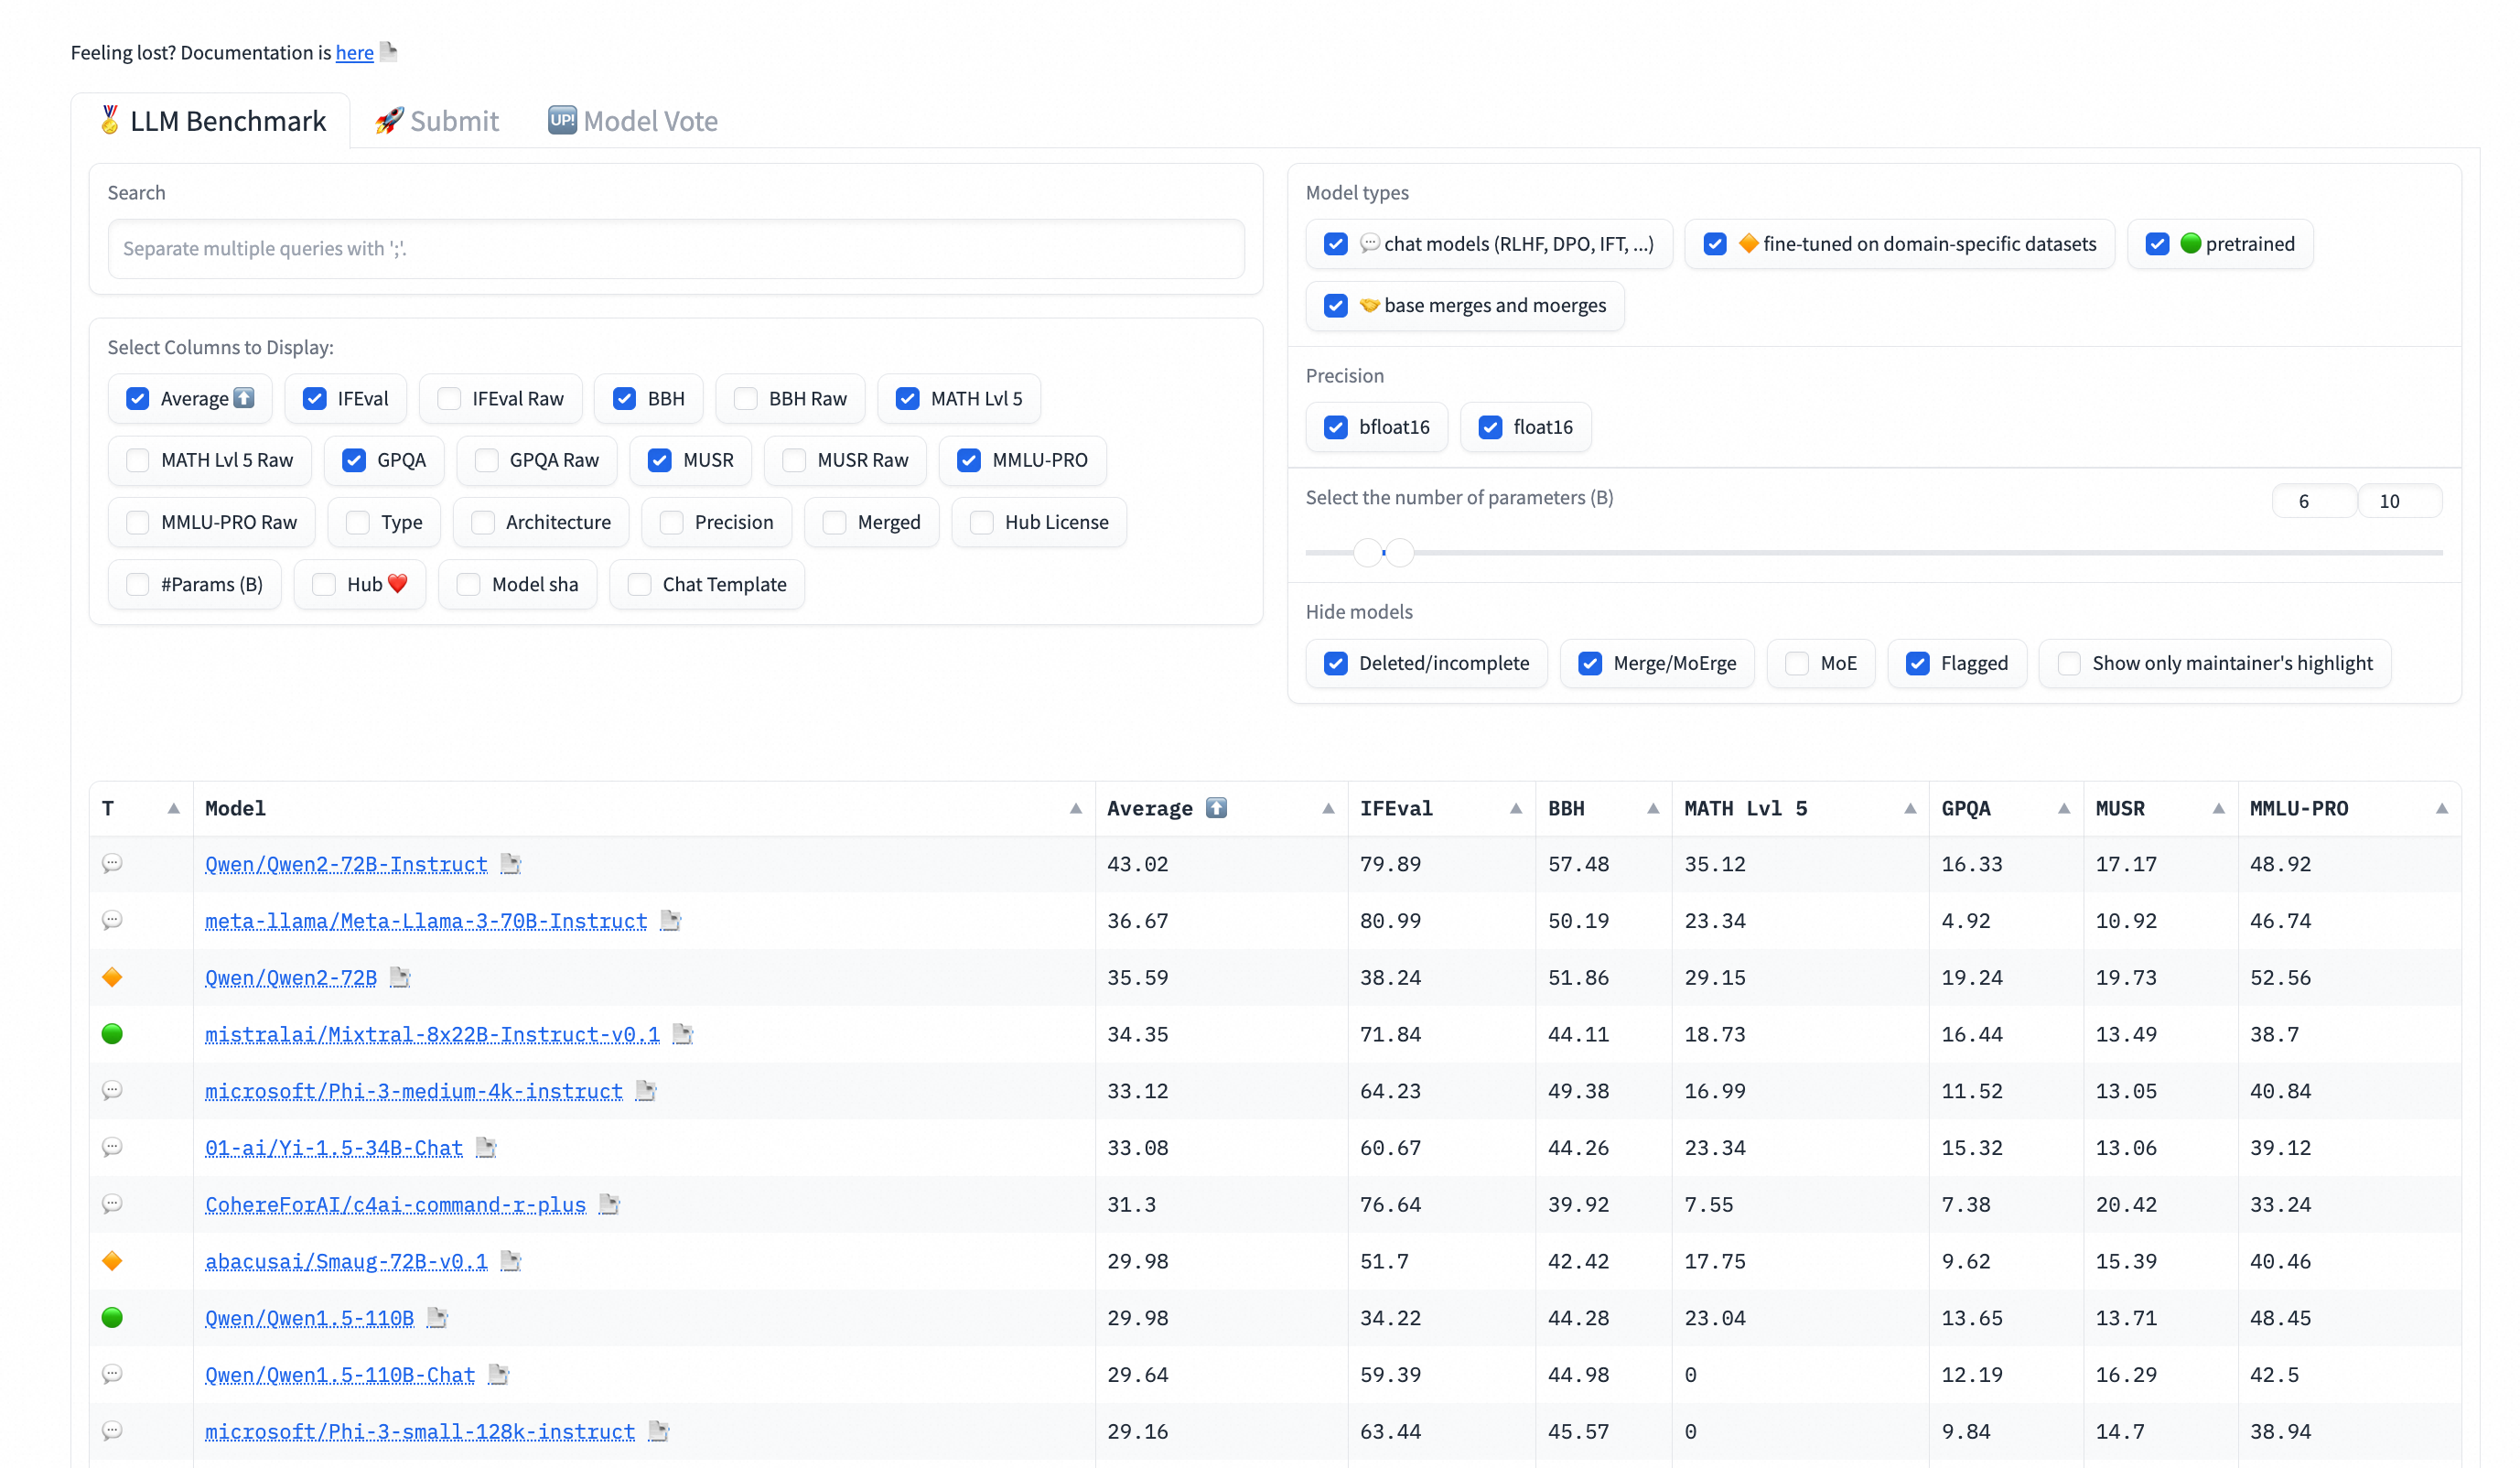 Feeling lost? Documentation is here
LLM Benchmark
Submit
UP! Model Vote
Search
Separate multiple queries with ';'.
Select Columns to Display:
Average IFEval IFEval Raw BBH BBH Raw MATH Lvl 5
MATH Lvl 5 Raw GPQA GPQA Raw MUSR MUSR Raw MMLU-PRO
MMLU-PRO Raw Type Architecture Precision Merged Hub License
#Params (B) Hub ❤️ Model sha Chat Template
Model types
chat models (RLHF, DPO, IFT, ...) fine-tuned on domain-specific datasets pretrained
base merges and moerges
Precision
bfloat16 float16
Select the number of parameters (B) 6 10
Hide models
Deleted/incomplete Merge/MoErge MoE Flagged Show only maintainer's highlight
T Model Average IFEval BBH MATH Lvl 5 GPQA MUSR MMLU-PRO
Qwen/Qwen2-72B-Instruct 43.02 79.89 57.48 35.12 16.33 17.17 48.92
meta-llama/Meta-Llama-3-70B-Instruct 36.67 80.99 50.19 23.34 4.92 10.92 46.74
Qwen/Qwen2-72B 35.59 38.24 51.86 29.15 19.24 19.73 52.56
mistralai/Mixtral-8x22B-Instruct-v0.1 34.35 71.84 44.11 18.73 16.44 13.49 38.7
microsoft/Phi-3-medium-4k-instruct 33.12 64.23 49.38 16.99 11.52 13.05 40.84
01-ai/Yi-1.5-34B-Chat 33.08 60.67 44.26 23.34 15.32 13.06 39.12
CohereForAI/c4ai-command-r-plus 31.3 76.64 39.92 7.55 7.38 20.42 33.24
abacusai/Smaug-72B-v0.1 29.98 51.7 42.42 17.75 9.62 15.39 40.46
Qwen/Qwen1.5-110B 29.98 34.22 44.28 23.04 13.65 13.71 48.45
Qwen/Qwen1.5-110B-Chat 29.64 59.39 44.98 0 12.19 16.29 42.5
microsoft/Phi-3-small-128k-instruct 29.16 63.44 45.57 0 9.84 14.7 38.94